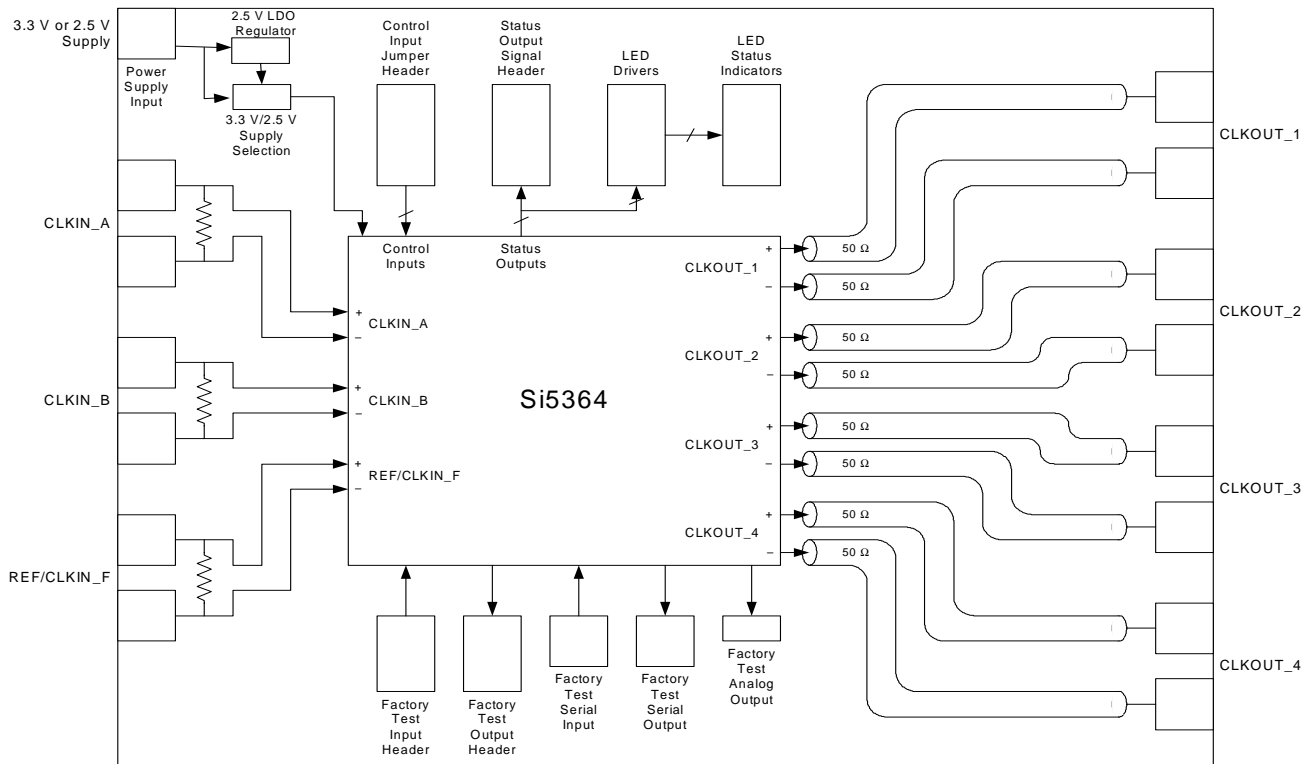 3.3 V or 2.5 V
Supply
Power
Supply
Input
2.5 V LDO
Regulator
3.3 V/2.5 V
Supply
Selection
Control
Input
Jumper
Header
Status
Output
Signal
Header
LED
Drivers
LED
Status
Indicators
CLKIN_A
CLKIN_B
REF/CLKIN_F
Control
Inputs
Status
Outputs
+
CLKIN_A
–
+
CLKIN_B
–
+
REF/CLKIN_F
–
Si5364
+
CLKOUT_1
–
+
CLKOUT_2
–
+
CLKOUT_3
–
+
CLKOUT_4
–
50 Ω
50 Ω
50 Ω
50 Ω
50 Ω
50 Ω
50 Ω
50 Ω
CLKOUT_1
CLKOUT_2
CLKOUT_3
CLKOUT_4
Factory
Test
Input
Header
Factory
Test
Output
Header
Factory
Test
Serial
Input
Factory
Test
Serial
Output
Factory
Test
Analog
Output